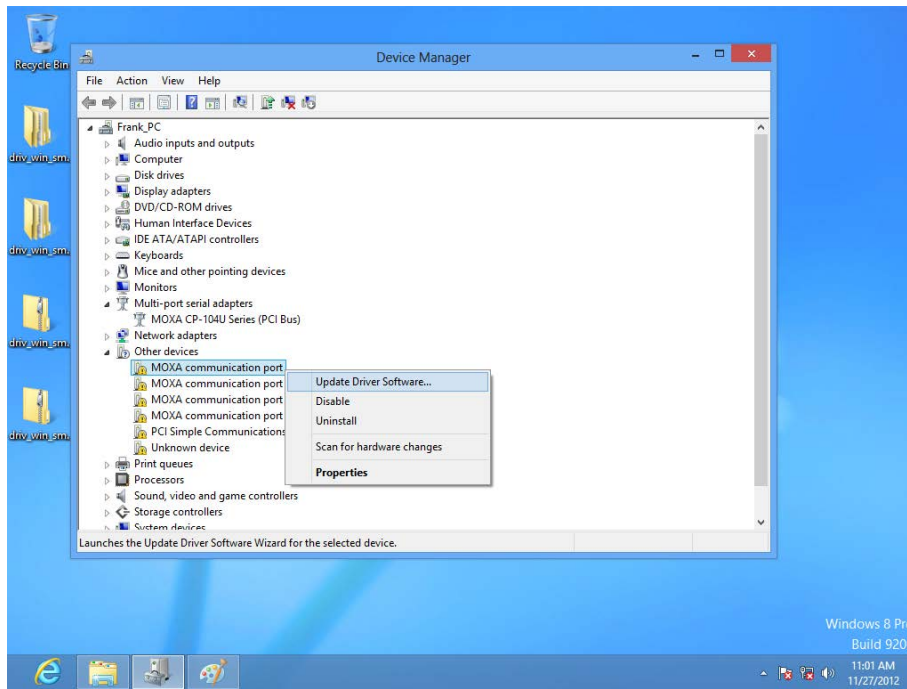 Recycle Bin
driv_win_sm..
driv_win_sm..
driv_win_sm..
driv_win_sm..
Device Manager
File Action View Help
Frank_PC
Audio inputs and outputs
Computer
Disk drives
Display adapters
DVD/CD-ROM drives
Human Interface Devices
IDE ATA/ATAPI controllers
Keyboards
Mice and other pointing devices
Monitors
Multi-port serial adapters
MOXA CP-104U Series (PCI Bus)
Network adapters
Other devices
MOXA communication port
MOXA communication port
MOXA communication port
MOXA communication port
PCI Simple Communications
Unknown device
Print queues
Processors
Sound, video and game controllers
Storage controllers
System devices
Update Driver Software...
Disable
Uninstall
Scan for hardware changes
Properties
Launches the Update Driver Software Wizard for the selected device.
Windows 8 Pr
Build 920
11:01 AM
11/27/2012